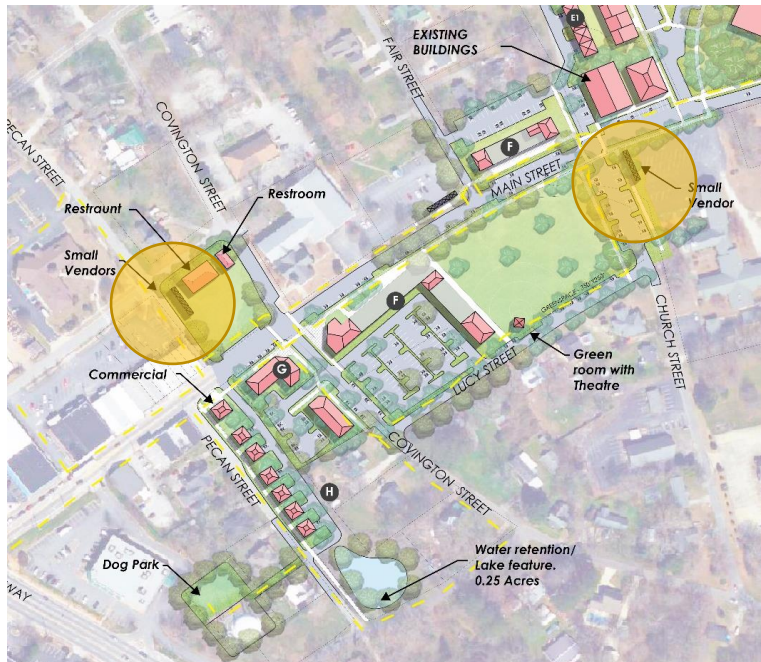 E1
EXISTING
BUILDINGS
FAIR STREET
PECAN STREET
COVINGTON STREET
F
MAIN STREET
Small
Vendor
Restraunt
Restroom
Small
Vendors
F
CHURCH STREET
LUCY STREET
Green
room with
Theatre
Commercial
G
PECAN STREET
COVINGTON STREET
H
Dog Park
Water retention/
Lake feature.
0.25 Acres
WAY